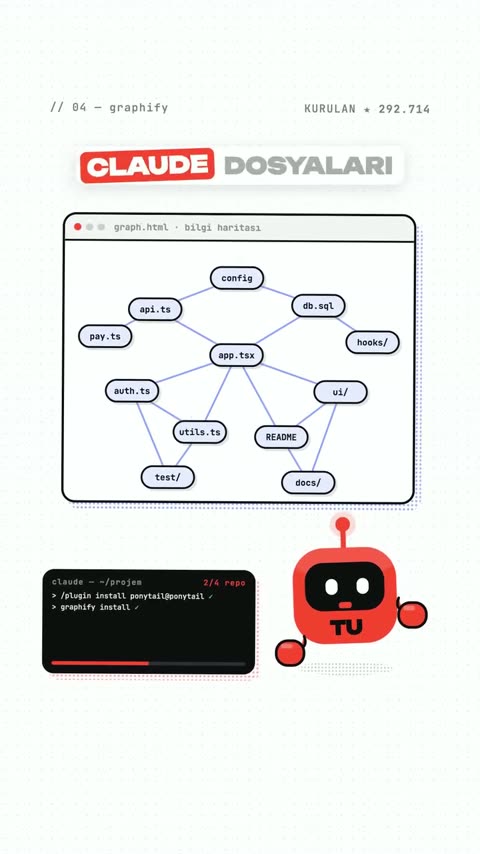 // 04 — graphify
KURULAN ★ 292.714
CLAUDE DOSYALARI
graph.html · bilgi haritası
config
api.ts
db.sql
pay.ts
hooks/
app.tsx
auth.ts
ui/
utils.ts
README
test/
docs/
claude — ~/projem
2/4 repo
> /plugin install ponytail@ponytail ✓
> graphify install ✓
TU